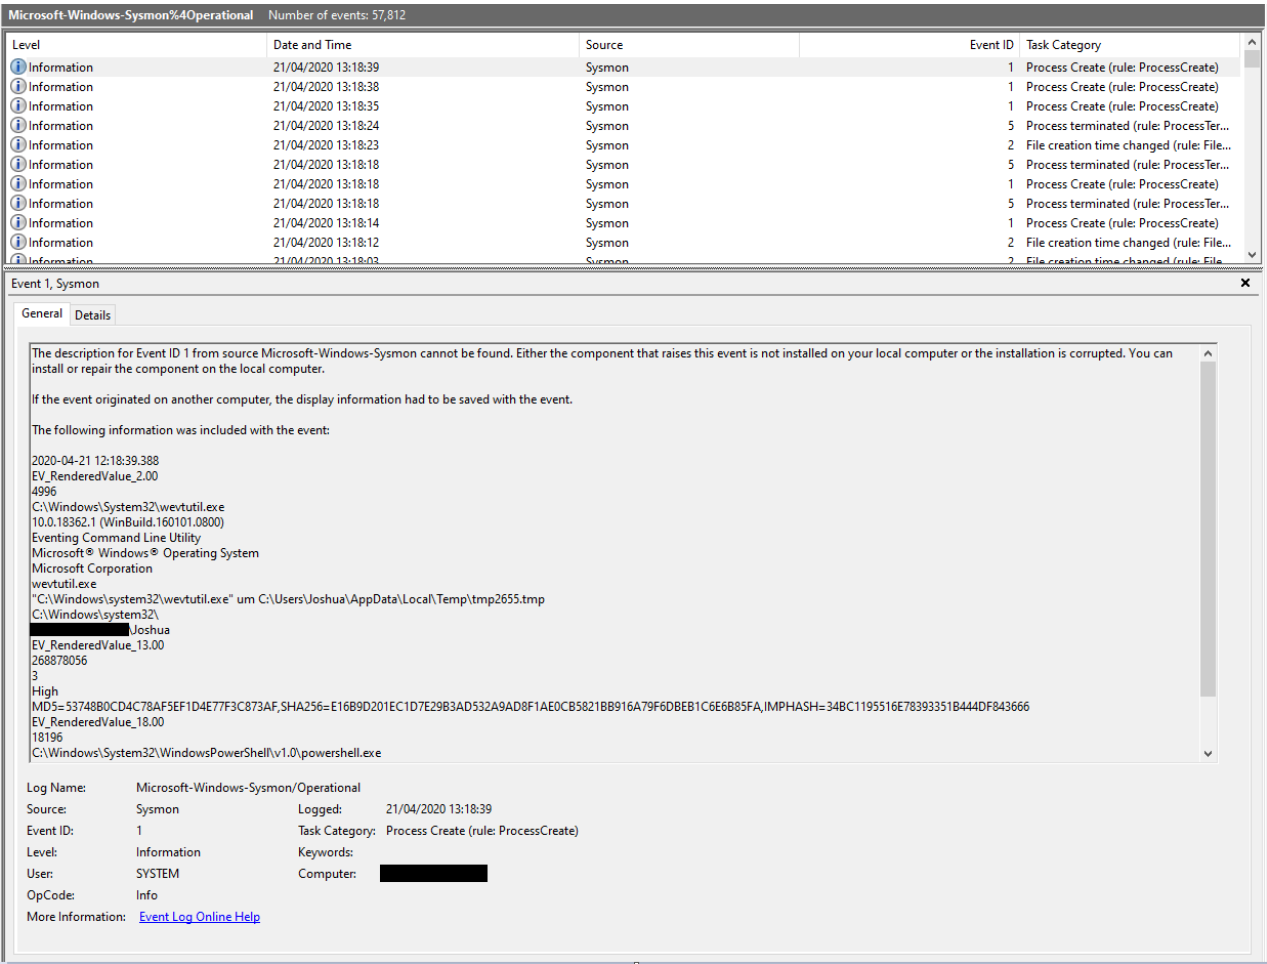 Microsoft-Windows-Sysmon%4Operational Number of events: 57,812
Level Date and Time Source Event ID Task Category
Information 21/04/2020 13:18:39 Sysmon 1 Process Create (rule: ProcessCreate)
Information 21/04/2020 13:18:38 Sysmon 1 Process Create (rule: ProcessCreate)
Information 21/04/2020 13:18:35 Sysmon 1 Process Create (rule: ProcessCreate)
Information 21/04/2020 13:18:24 Sysmon 5 Process terminated (rule: ProcessTer...
Information 21/04/2020 13:18:23 Sysmon 2 File creation time changed (rule: File...
Information 21/04/2020 13:18:18 Sysmon 5 Process terminated (rule: ProcessTer...
Information 21/04/2020 13:18:18 Sysmon 1 Process Create (rule: ProcessCreate)
Information 21/04/2020 13:18:18 Sysmon 5 Process terminated (rule: ProcessTer...
Information 21/04/2020 13:18:14 Sysmon 1 Process Create (rule: ProcessCreate)
Information 21/04/2020 13:18:12 Sysmon 2 File creation time changed (rule: File...
Information 21/04/2020 13:18:03 Sysmon 2 File creation time changed (rule: File...
Event 1, Sysmon
General Details
The description for Event ID 1 from source Microsoft-Windows-Sysmon cannot be found. Either the component that raises this event is not installed on your local computer or the installation is corrupted. You can
install or repair the component on the local computer.
If the event originated on another computer, the display information had to be saved with the event.
The following information was included with the event:
2020-04-21 12:18:39.388
EV_RenderedValue_2.00
4996
C:\Windows\System32\wevtutil.exe
10.0.18362.1 (WinBuild.160101.0800)
Eventing Command Line Utility
Microsoft® Windows® Operating System
Microsoft Corporation
wevtutil.exe
"C:\Windows\system32\wevtutil.exe" um C:\Users\Joshua\AppData\Local\Temp\tmp2655.tmp
C:\Windows\system32\
\Joshua
EV_RenderedValue_13.00
268878056
3
High
MD5=53748B0CD4C78AF5EF1D4E77F3C873AF,SHA256=E16B9D201EC1D7E29B3AD532A9AD8F1AE0CB5821BB916A79F6DBEB1C6E6B85FA,IMPHASH=34BC1195516E78393351B444DF843666
EV_RenderedValue_18.00
18196
C:\Windows\System32\WindowsPowerShell\v1.0\powershell.exe
Log Name: Microsoft-Windows-Sysmon/Operational
Source: Sysmon Logged: 21/04/2020 13:18:39
Event ID: 1 Task Category: Process Create (rule: ProcessCreate)
Level: Information Keywords:
User: SYSTEM Computer:
OpCode: Info
More Information: Event Log Online Help